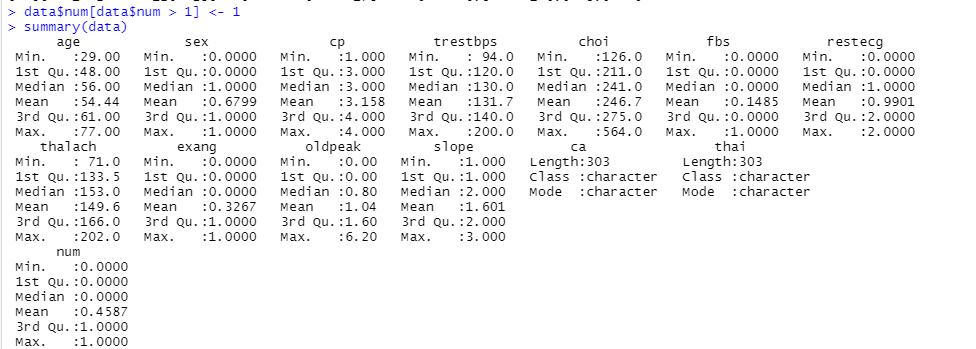 > data$num[data$num > 1] <- 1
> summary(data)
age sex cp trestbps choi fbs restecg
Min. :29.00 Min. :0.0000 Min. :1.000 Min. : 94.0 Min. :126.0 Min. :0.0000 Min. :0.0000
1st Qu.:48.00 1st Qu.:0.0000 1st Qu.:3.000 1st Qu.:120.0 1st Qu.:211.0 1st Qu.:0.0000 1st Qu.:0.0000
Median :56.00 Median :1.0000 Median :3.000 Median :130.0 Median :241.0 Median :0.0000 Median :1.0000
Mean :54.44 Mean :0.6799 Mean :3.158 Mean :131.7 Mean :246.7 Mean :0.1485 Mean :0.9901
3rd Qu.:61.00 3rd Qu.:1.0000 3rd Qu.:4.000 3rd Qu.:140.0 3rd Qu.:275.0 3rd Qu.:0.0000 3rd Qu.:2.0000
Max. :77.00 Max. :1.0000 Max. :4.000 Max. :200.0 Max. :564.0 Max. :1.0000 Max. :2.0000
thalach exang oldpeak slope ca thai
Min. : 71.0 Min. :0.0000 Min. :0.00 Min. :1.000 Length:303 Length:303
1st Qu.:133.5 1st Qu.:0.0000 1st Qu.:0.00 1st Qu.:1.000 Class :character Class :character
Median :153.0 Median :0.0000 Median :0.80 Median :2.000 Mode :character Mode :character
Mean :149.6 Mean :0.3267 Mean :1.04 Mean :1.601
3rd Qu.:166.0 3rd Qu.:1.0000 3rd Qu.:1.60 3rd Qu.:2.000
Max. :202.0 Max. :1.0000 Max. :6.20 Max. :3.000
num
Min. :0.0000
1st Qu.:0.0000
Median :0.0000
Mean :0.4587
3rd Qu.:1.0000
Max. :1.0000